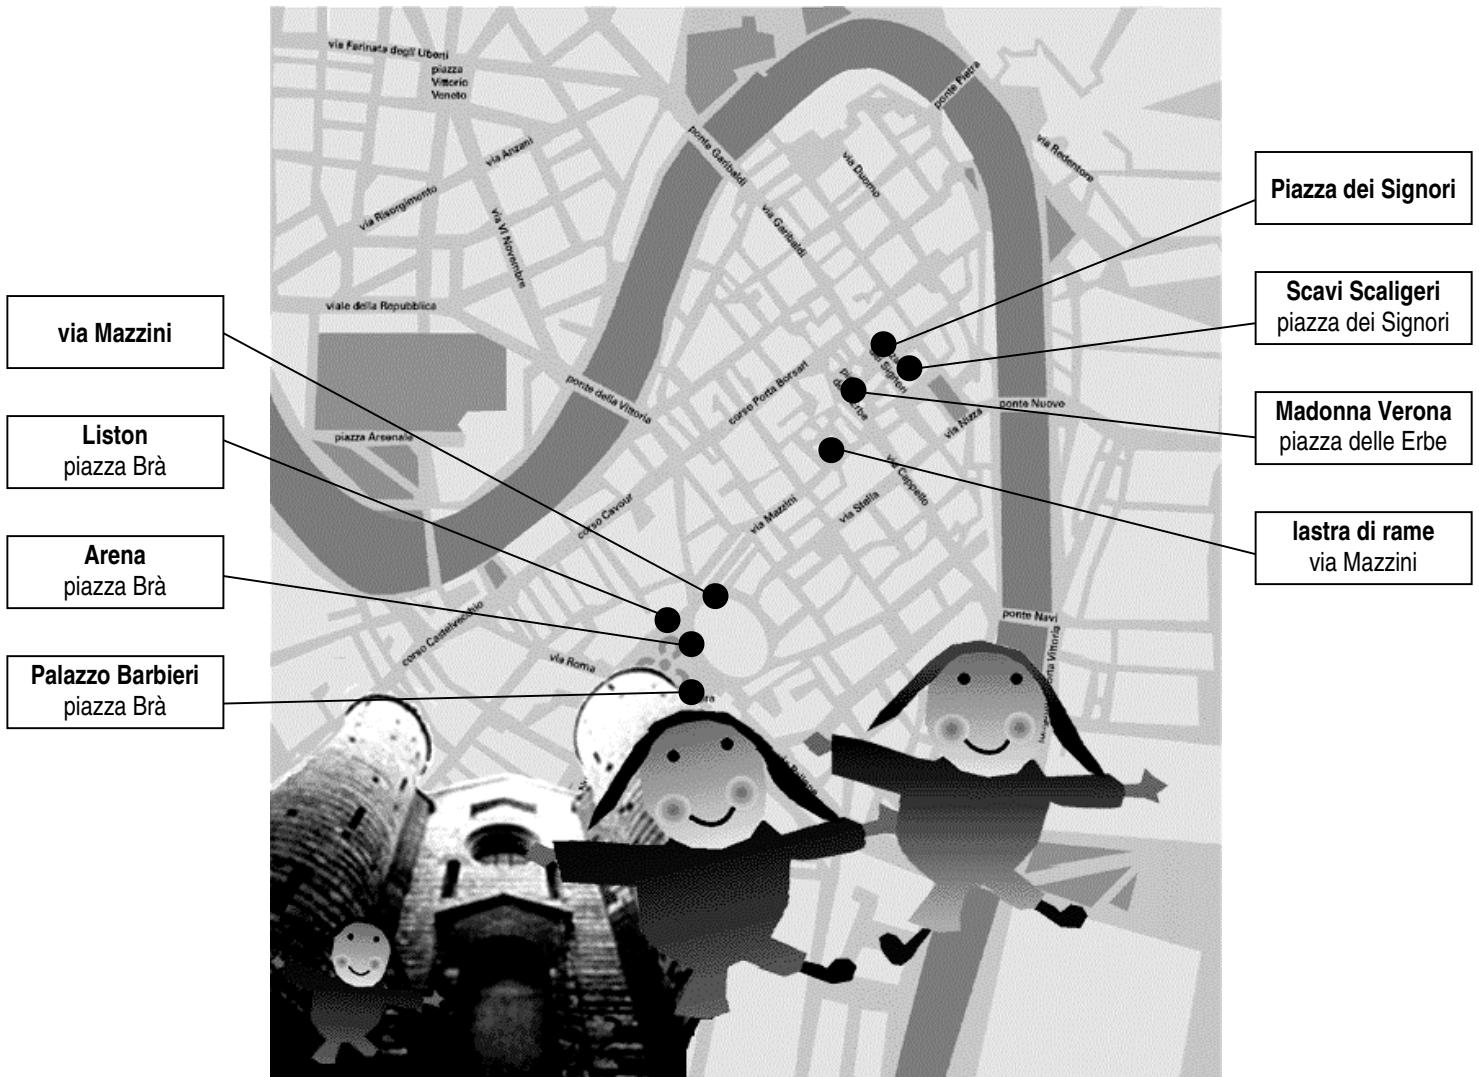 via Farinata degli Uberti
piazza
Vittorio
Veneto
via Anzani
via Risorgimento
via VI Novembre
viale della Repubblica
piazza Arsenale
ponte Garibaldi
via Garibaldi
via Duomo
ponte Pietra
via Redentore
ponte della Vittoria
corso Porta Borsari
dei Signori
via Nizza
ponte Nuovo
via Cappello
via Stella
via Mazzini
corso Cavour
corso Castelvecchio
via Roma
ponte Navi
via Mazzini
Liston
piazza Brà
Arena
piazza Brà
Palazzo Barbieri
piazza Brà
Piazza dei Signori
Scavi Scaligeri
piazza dei Signori
Madonna Verona
piazza delle Erbe
lastra di rame
via Mazzini